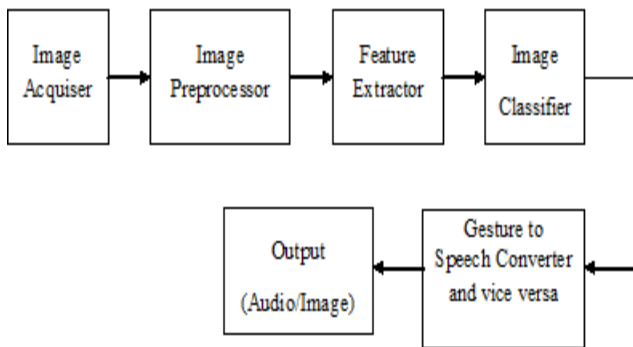 Image
Acquiser
Image
Preprocessor
Feature
Extractor
Image
Classifier
Gesture to
Speech Converter
and vice versa
Output
(Audio/Image)